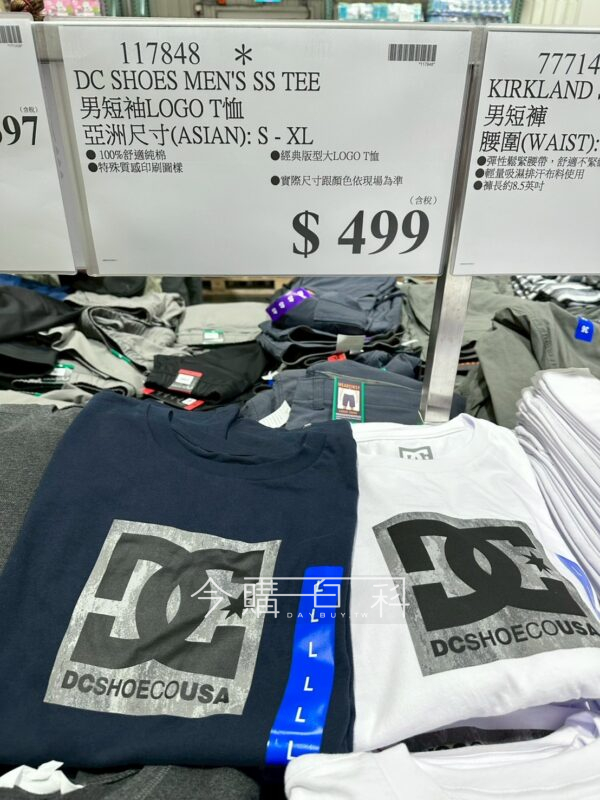 117848 *
"117848"
DC SHOES MEN'S SS TEE
男短袖LOGO T恤
亞洲尺寸(ASIAN): S - XL
● 100%舒適純棉
●特殊質感印刷圖樣
●經典版型大LOGO T恤
●實際尺寸跟顏色依現場為準
(含稅)
$ 499
(含稅)
97
77714
KIRKLAND
男短褲
腰圍(WAIST):
●彈性鬆緊腰帶，舒適不緊
●輕量吸濕排汗布料使用
●褲長約8.5英吋
DC
DCSHOECOUSA
L
L
L
L
L
DC
DCSHOECOUSA
今購百科
DAYBUY.TW